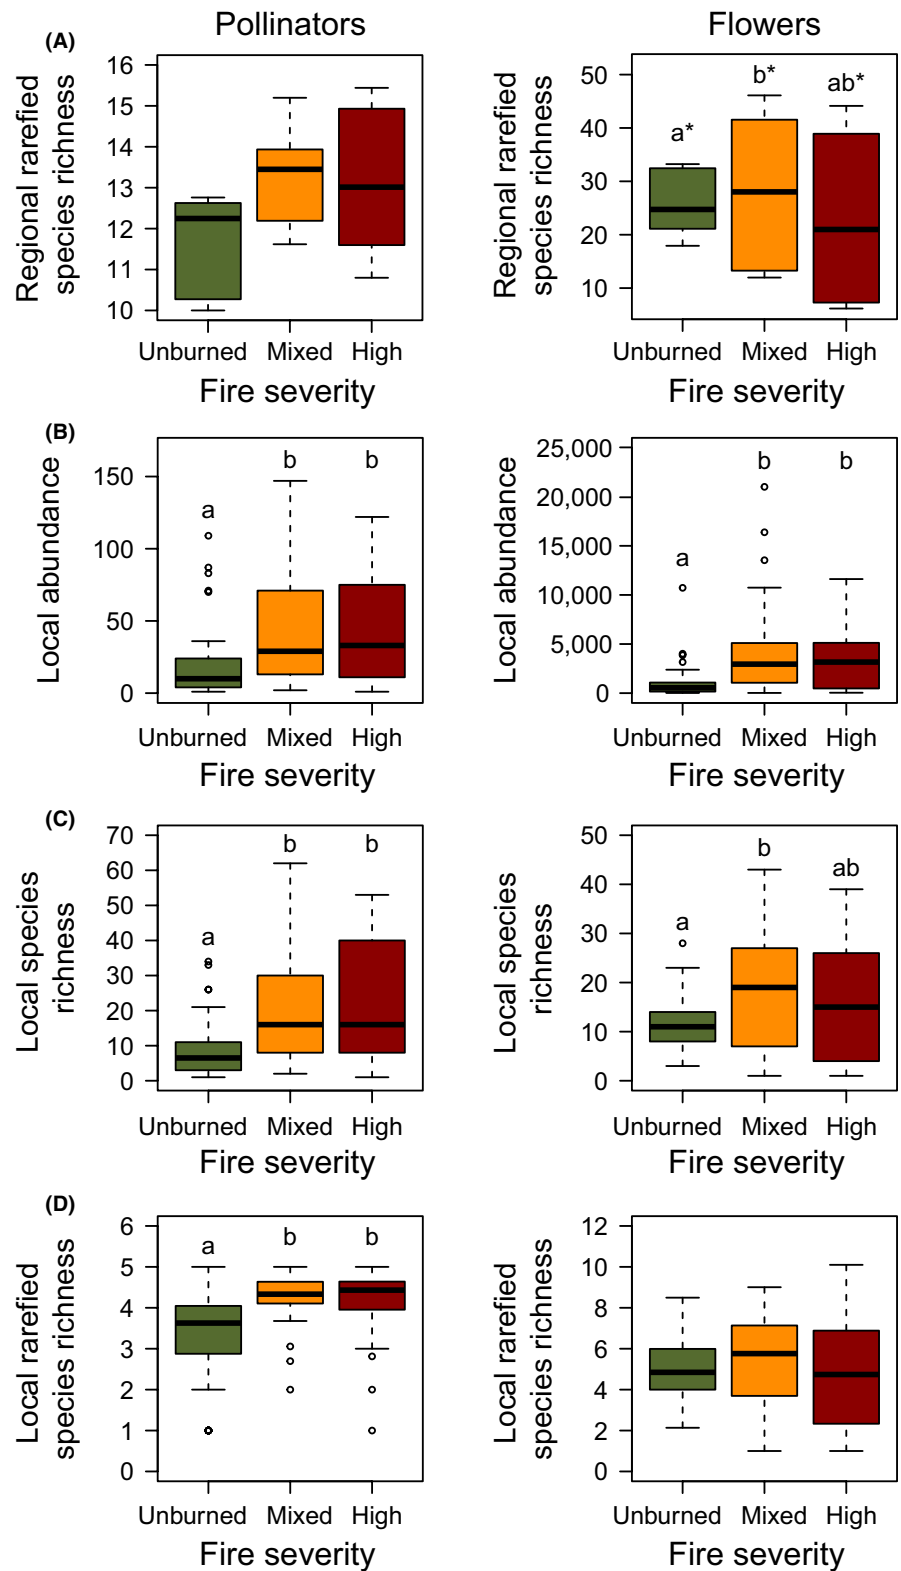 Pollinators
Flowers
(A)
Regional rarefied
species richness
16
15
14
13
12
11
10
Unburned
Mixed
High
Fire severity
Regional rarefied
species richness
50
40
30
20
10
a*
b*
ab*
Unburned
Mixed
High
Fire severity
(B)
Local abundance
150
100
50
0
a
b
b
Unburned
Mixed
High
Fire severity
Local abundance
25,000
20,000
15,000
10,000
5,000
0
a
b
b
Unburned
Mixed
High
Fire severity
(C)
Local species
richness
70
60
50
40
30
20
10
0
a
b
b
Unburned
Mixed
High
Fire severity
Local species
richness
50
40
30
20
10
0
a
b
ab
Unburned
Mixed
High
Fire severity
(D)
Local rarefied
species richness
6
5
4
3
2
1
0
a
b
b
Unburned
Mixed
High
Fire severity
Local rarefied
species richness
12
10
8
6
4
2
0
Unburned
Mixed
High
Fire severity